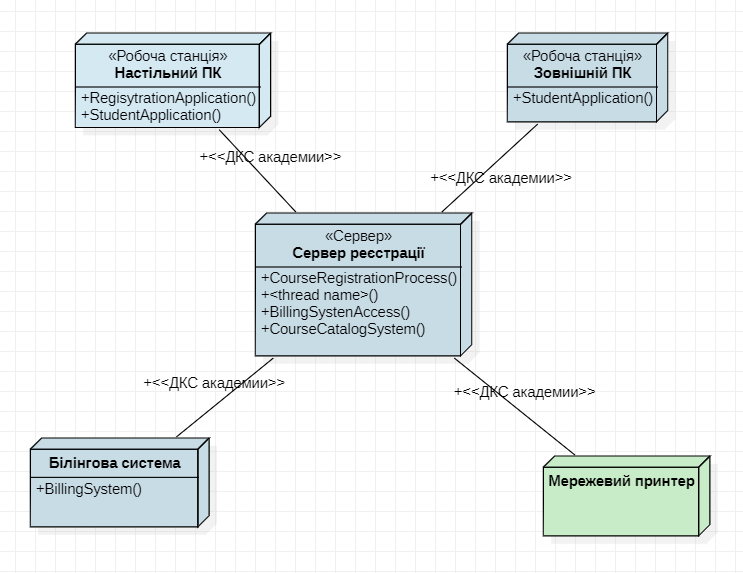 «Робоча станція»
Настільний ПК
+RegisytrationApplication()
+StudentApplication()
«Робоча станція»
Зовнішній ПК
+StudentApplication()
+<<ДКС академии>>
+<<ДКС академии>>
«Сервер»
Сервер реєстрації
+CourseRegistrationProcess()
+<thread name>()
+BillingSystenAccess()
+CourseCatalogSystem()
+<<ДКС академии>>
+<<ДКС академии>>
Білінгова система
+BillingSystem()
Мережевий принтер